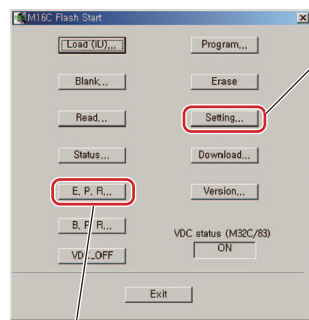 M16C Flash Start
Load (ID)...
Program...
Blank...
Erase
Read...
Setting...
Status...
Download...
E. P. R...
Version...
B. P. R...
VDC status (M32C/83)
VDC_OFF
ON
Exit